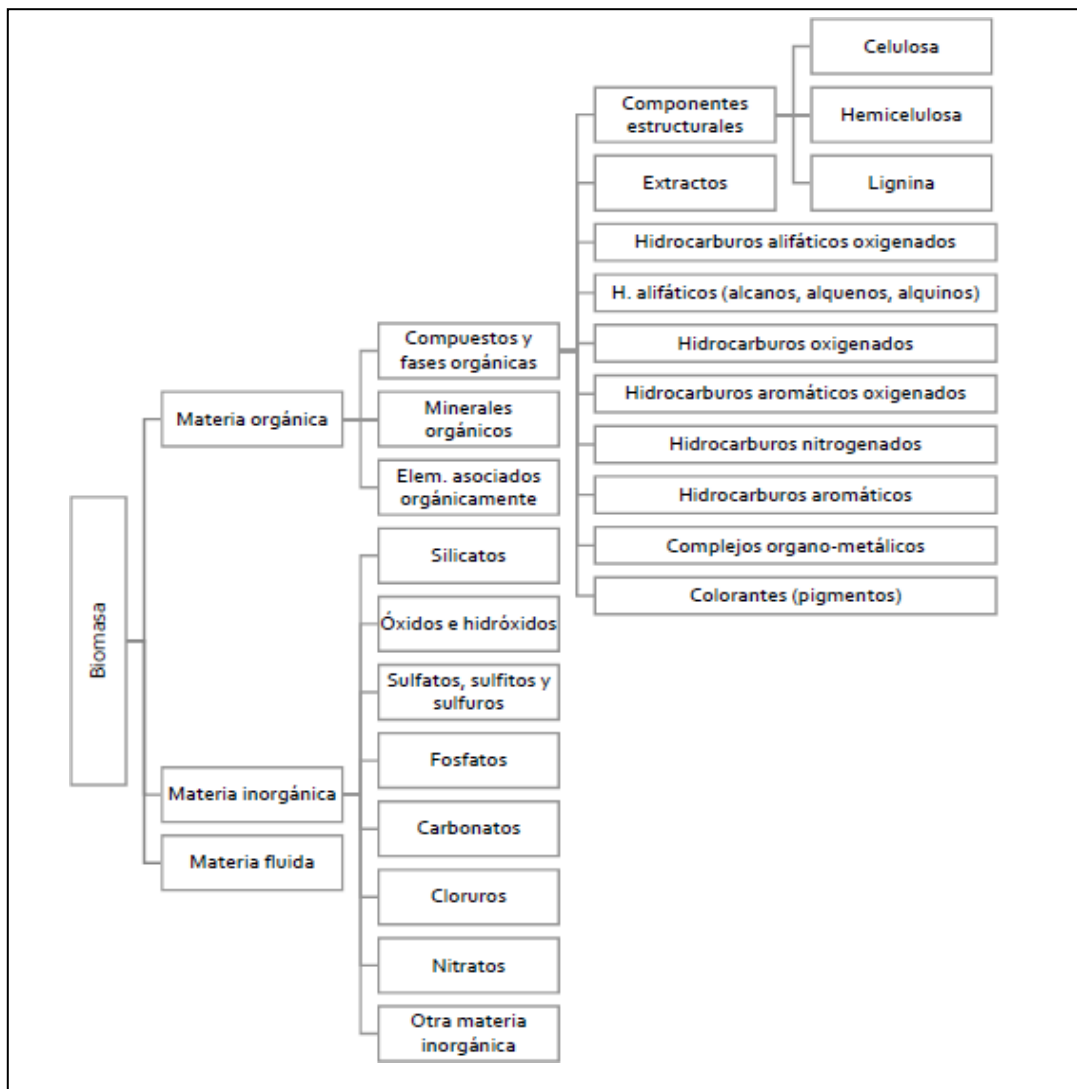 Biomasa
Materia orgánica
Compuestos y
fases orgánicas
Componentes
estructurales
Celulosa
Hemicelulosa
Lignina
Extractos
Hidrocarburos alifáticos oxigenados
H. alifáticos (alcanos, alquenos, alquinos)
Hidrocarburos oxigenados
Hidrocarburos aromáticos oxigenados
Hidrocarburos nitrogenados
Hidrocarburos aromáticos
Complejos organo-metálicos
Colorantes (pigmentos)
Minerales
orgánicos
Elem. asociados
orgánicamente
Materia inorgánica
Silicatos
Óxidos e hidróxidos
Sulfatos, sulfitos y
sulfuros
Fosfatos
Carbonatos
Cloruros
Nitratos
Otra materia
inorgánica
Materia fluida